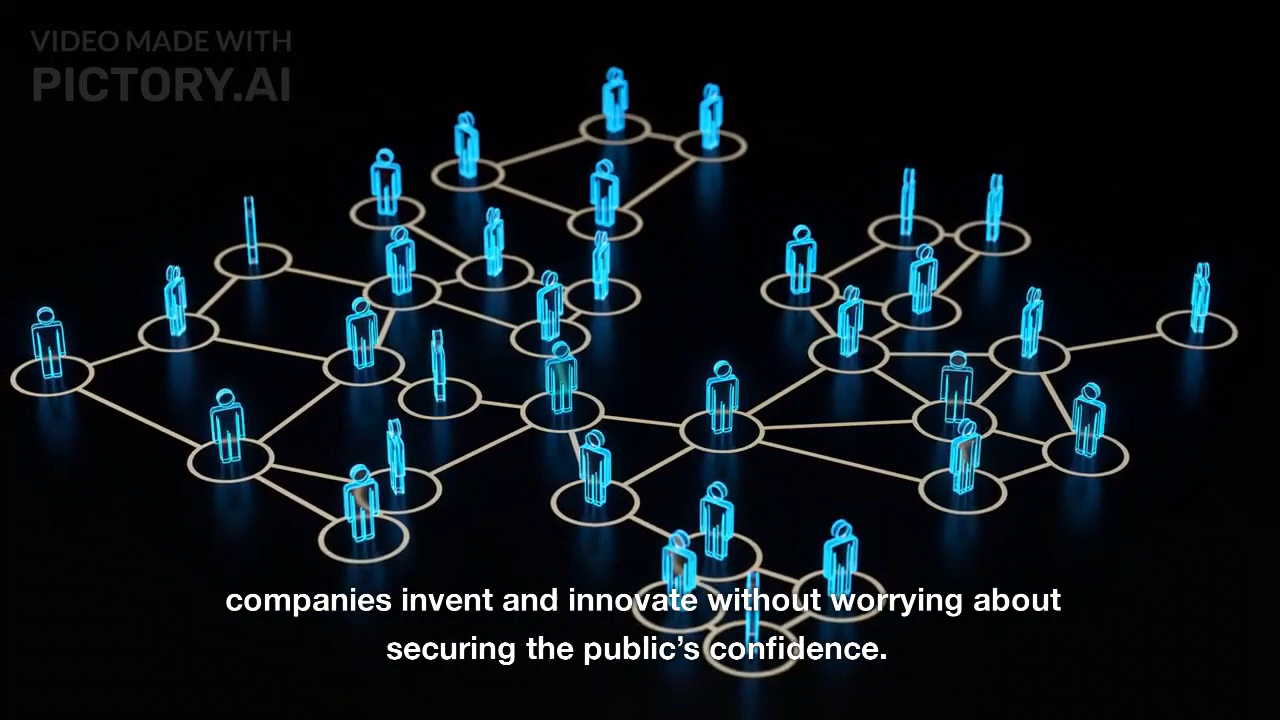 VIDEO MADE WITH
PICTORY.AI
companies invent and innovate without worrying about
securing the public’s confidence.